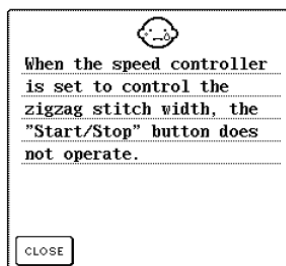 When the speed controller
is set to control the
zigzag stitch width, the
"Start/Stop" button does
not operate.
CLOSE